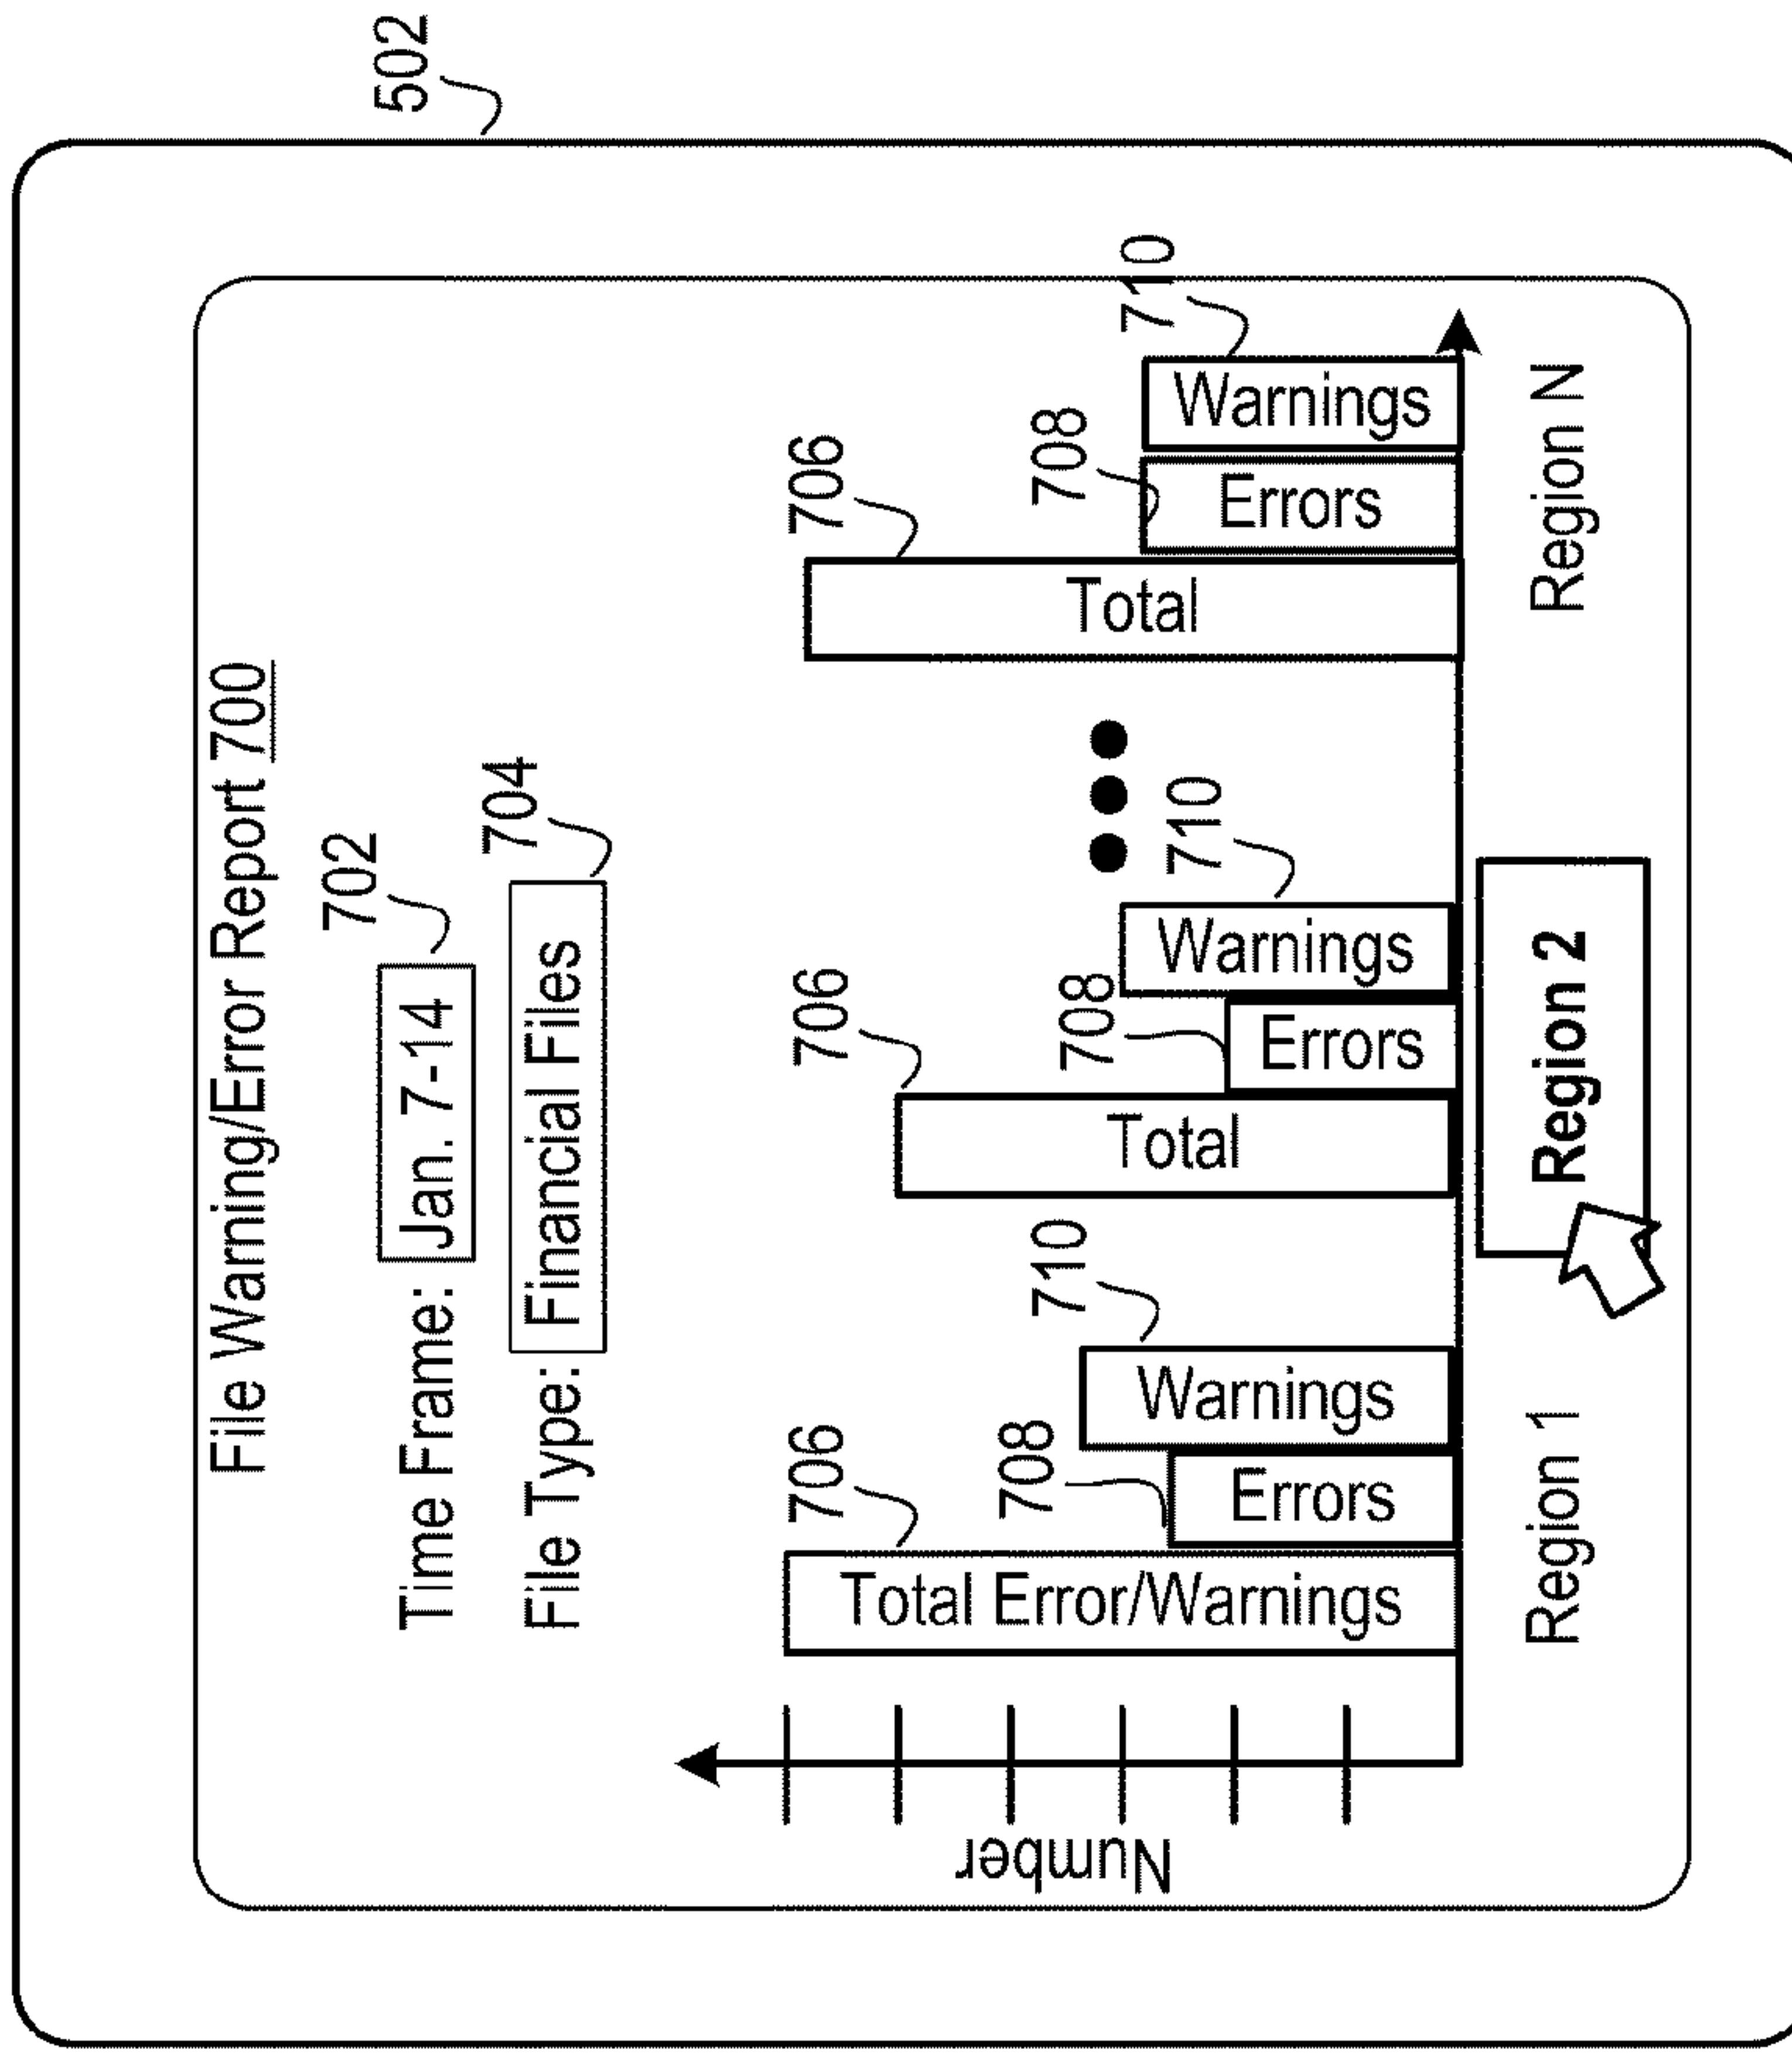 502
File Warning/Error Report 700
702
Time Frame: Jan. 7-14
704
File Type: Financial Files
Number
706
Total Error/Warnings
708
Errors
710
Warnings
Region 1
706
Total
708
Errors
710
Warnings
Region 2
706
Total
708
Errors
710
Warnings
Region N